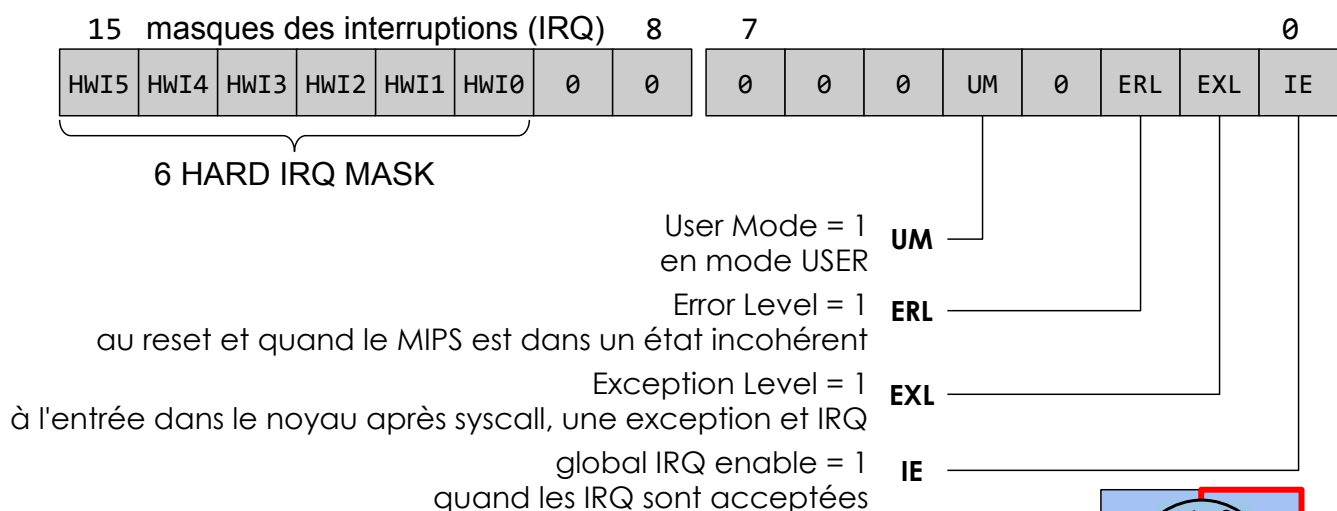 15 masques des interruptions (IRQ) 8 7 0
HWI5 HWI4 HWI3 HWI2 HWI1 HWI0 0 0 0 0 0 UM 0 ERL EXL IE
6 HARD IRQ MASK
User Mode = 1
en mode USER
UM
Error Level = 1
au reset et quand le MIPS est dans un état incohérent
ERL
Exception Level = 1
à l'entrée dans le noyau après syscall, une exception et IRQ
EXL
global IRQ enable = 1
quand les IRQ sont acceptées
IE